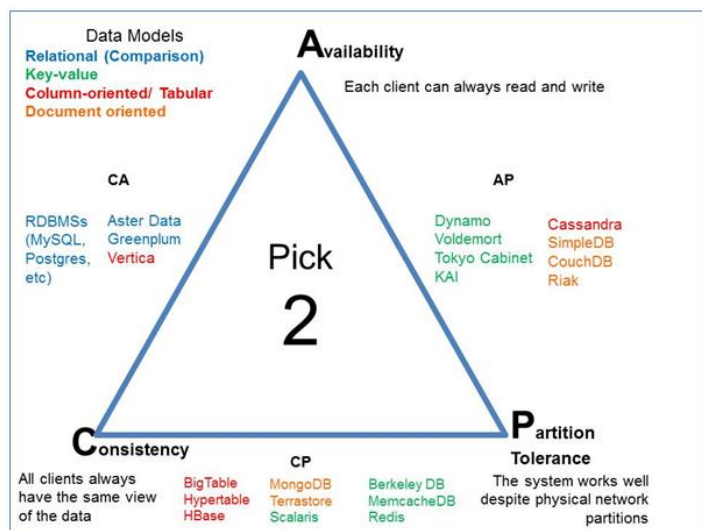 Data Models
Relational (Comparison)
Key-value
Column-oriented/ Tabular
Document oriented
Availability
Each client can always read and write
CA
RDBMSs
(MySQL,
Postgres,
etc)
Aster Data
Greenplum
Vertica
AP
Dynamo
Voldemort
Tokyo Cabinet
KAI
Cassandra
SimpleDB
CouchDB
Riak
Pick
2
Consistency
All clients always
have the same view
of the data
CP
BigTable
Hypertable
HBase
MongoDB
Terrastore
Scalaris
Berkeley DB
MemcacheDB
Redis
Partition
Tolerance
The system works well
despite physical network
partitions